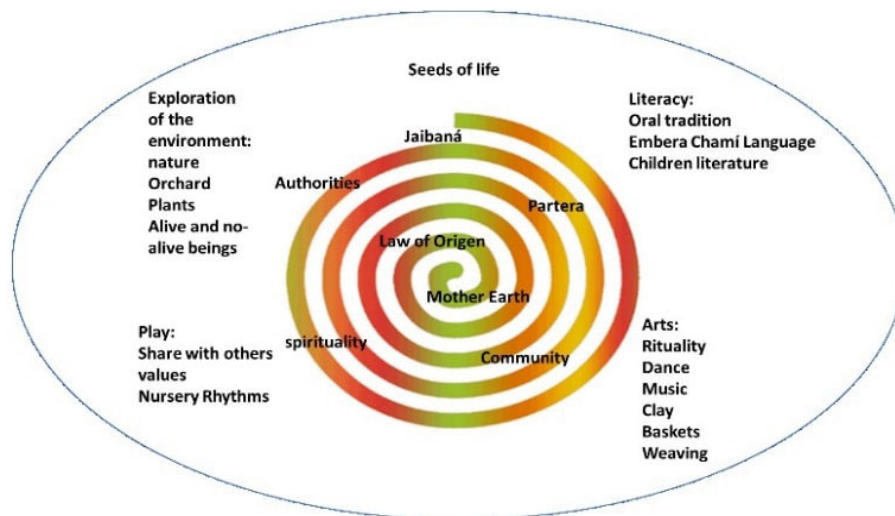 Seeds of life
Exploration
of the
environment:
nature
Orchard
Plants
Alive and no-
alive beings
Literacy:
Oral tradition
Embera Chamí Language
Children literature
Jaibaná
Authorities
Partera
Law of Origen
Mother Earth
spirituality
Community
Play:
Share with others
values
Nursery Rhythms
Arts:
Rituality
Dance
Music
Clay
Baskets
Weaving